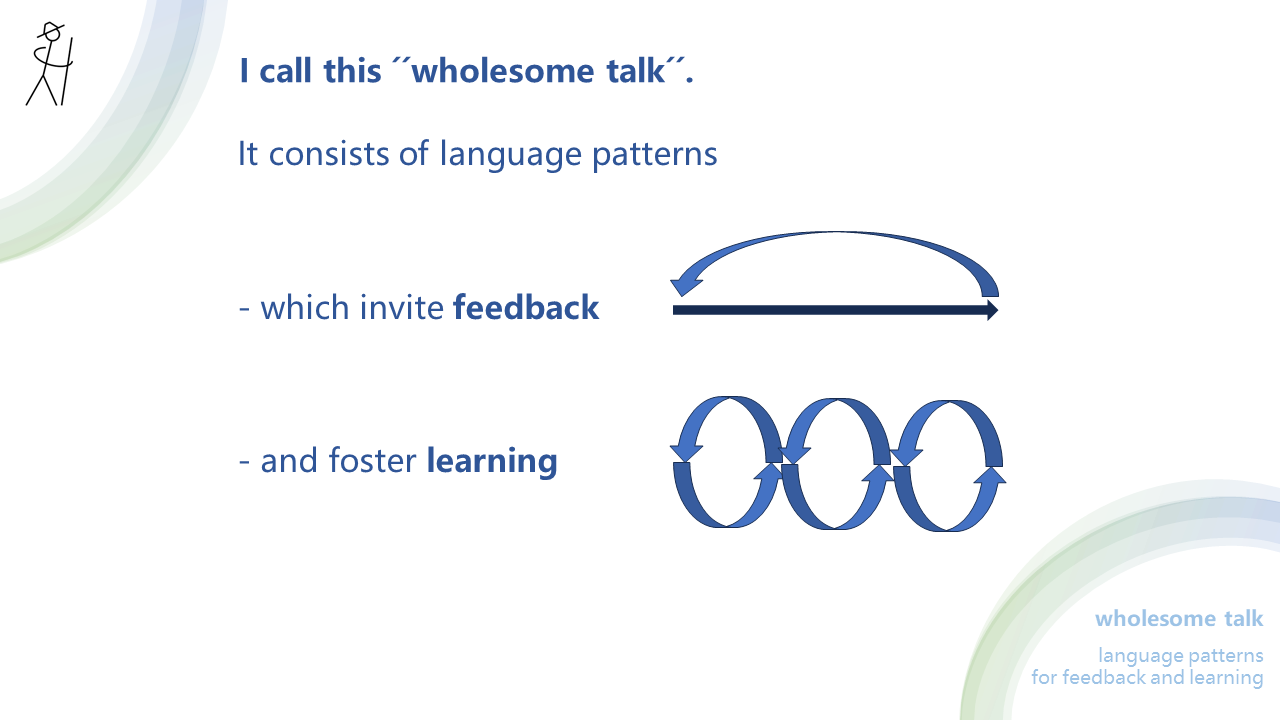 I call this ´´wholesome talk´´.
It consists of language patterns
- which invite feedback
- and foster learning
wholesome talk
language patterns
for feedback and learning